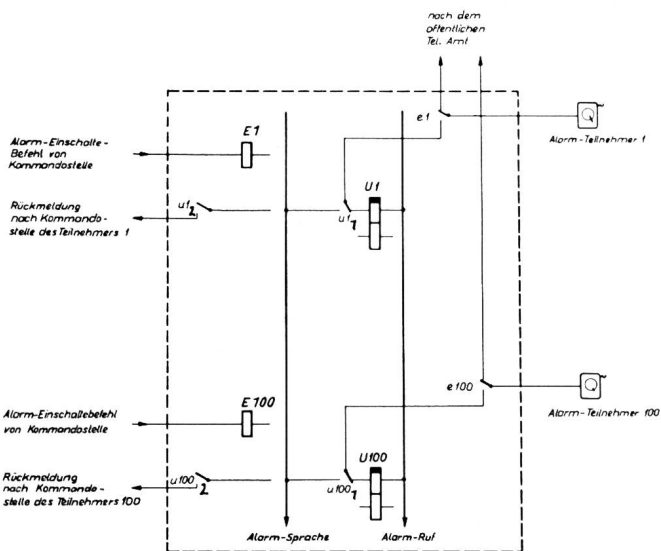 nach dem
öffentlichen
Tel. Amt
e1
Alarm-Teilnehmer 1
E1
Alarm-Einschalte-
Befehl von
Kommandostelle
U1
u1 2
u1 1
Rückmeldung
nach Kommando-
stelle des Teilnehmers 1
e100
Alarm-Teilnehmer 100
E100
Alarm-Einschaltebefehl
von Kommandostelle
U100
u100 2
u100 1
Rückmeldung
nach Kommando-
stelle des Teilnehmers 100
Alarm-Sprache
Alarm-Ruf